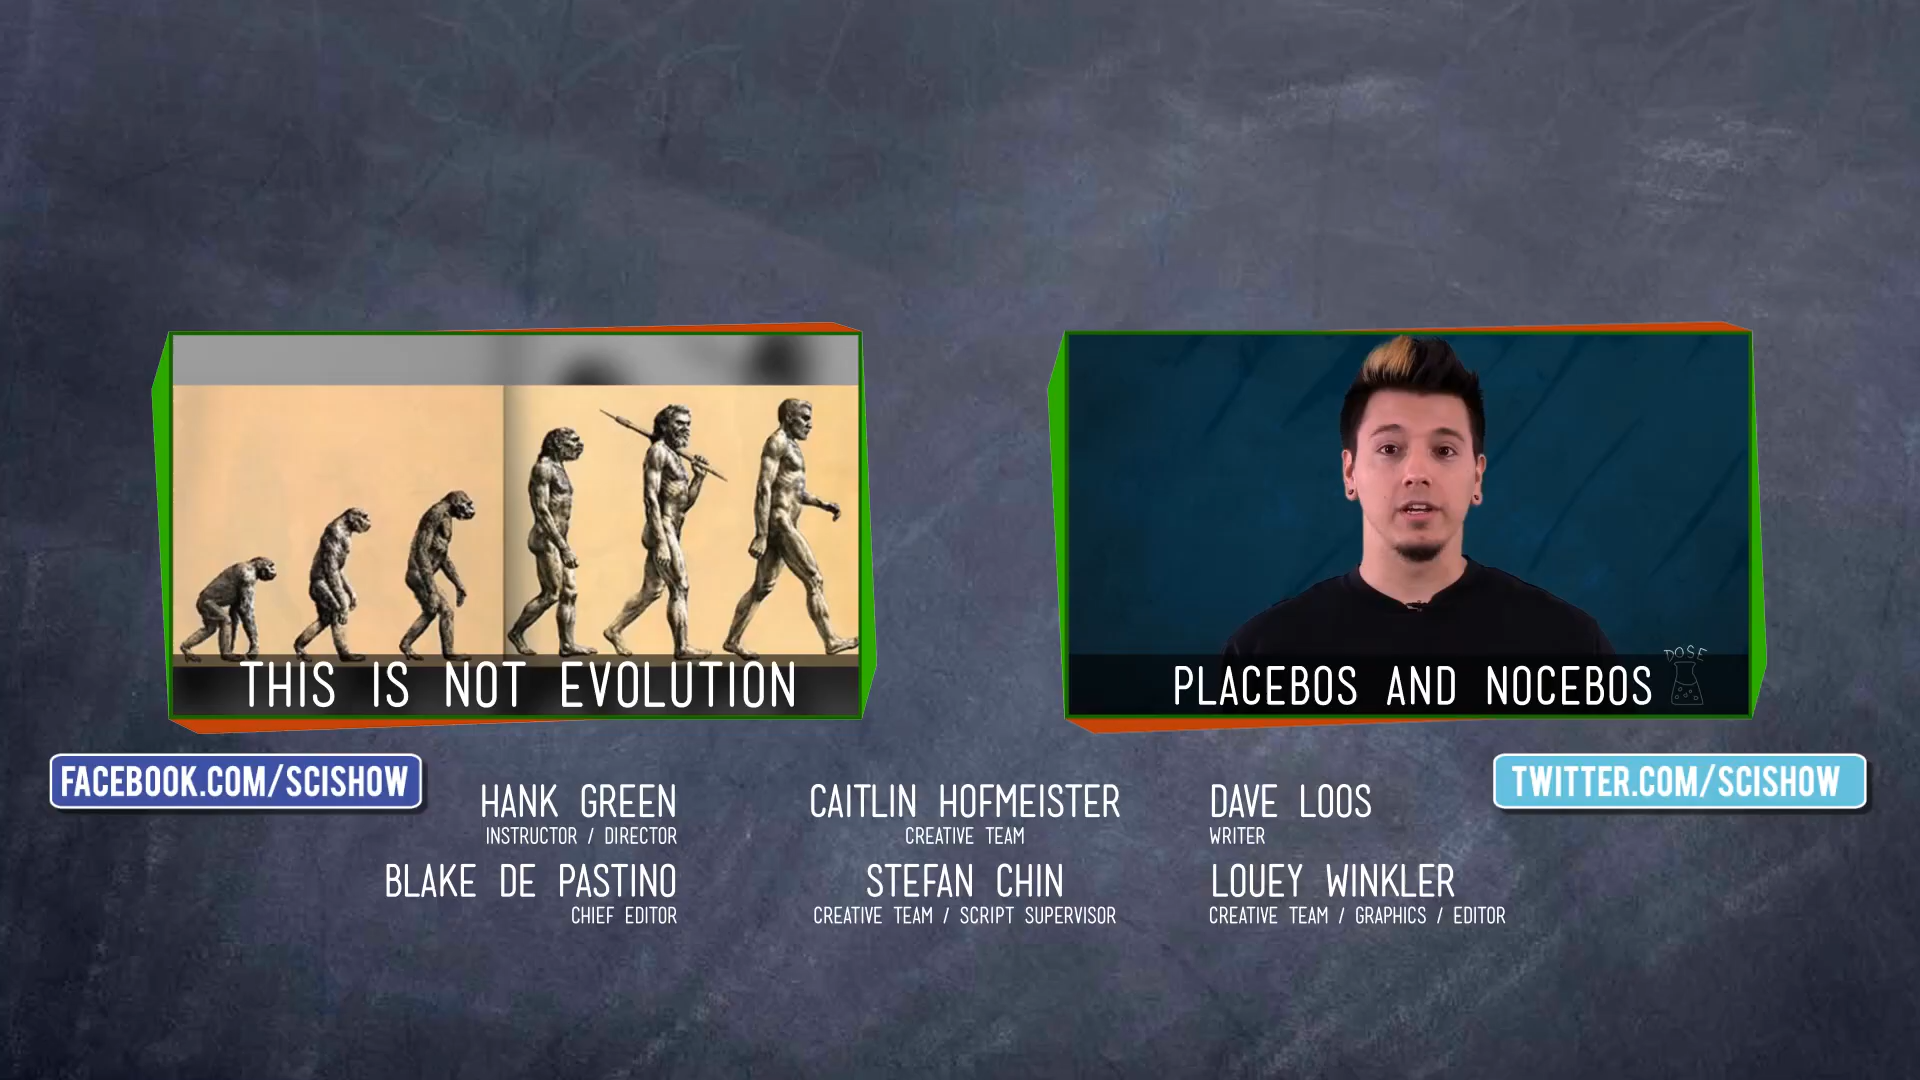 THIS IS NOT EVOLUTION
DOSE
PLACEBOS AND NOCEBOS
FACEBOOK.COM/SCISHOW
TWITTER.COM/SCISHOW
HANK GREEN
INSTRUCTOR / DIRECTOR
CAITLIN HOFMEISTER
CREATIVE TEAM
DAVE LOOS
WRITER
BLAKE DE PASTINO
CHIEF EDITOR
STEFAN CHIN
CREATIVE TEAM / SCRIPT SUPERVISOR
LOUEY WINKLER
CREATIVE TEAM / GRAPHICS / EDITOR